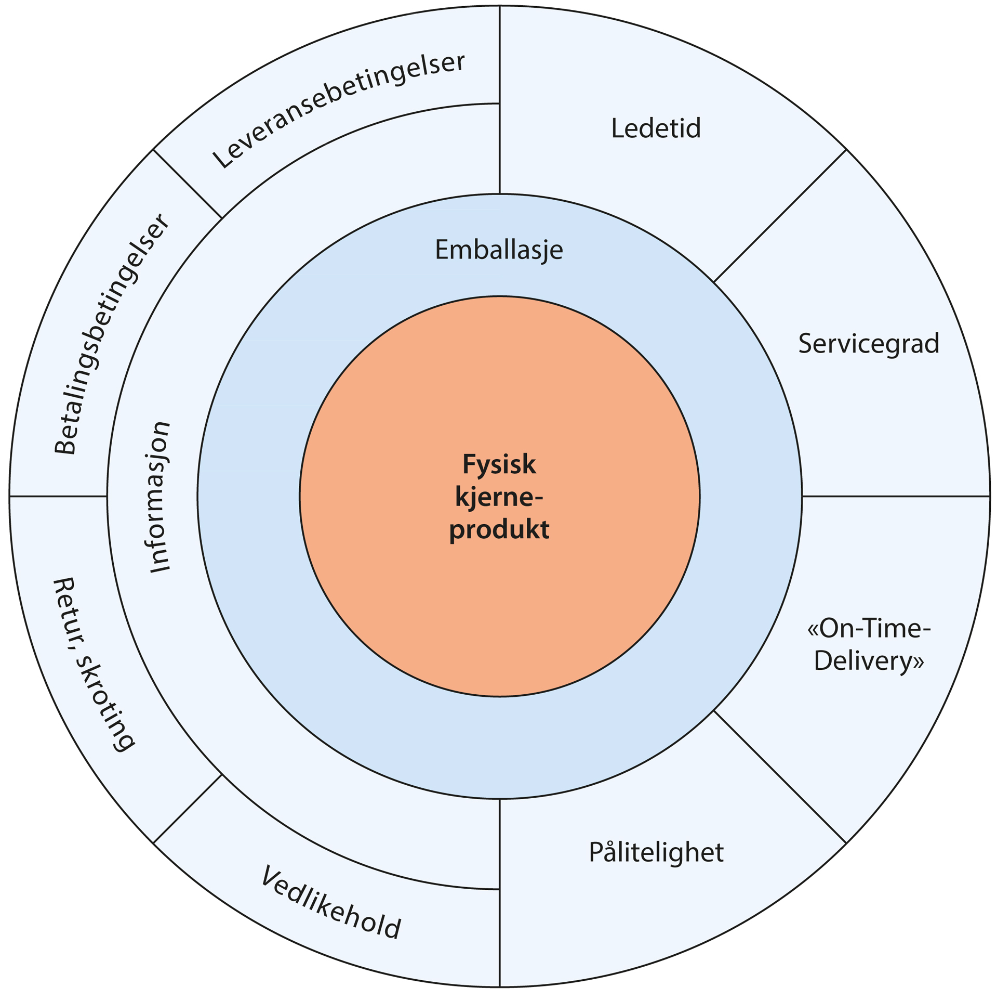 Leveransebetingelser
Ledetid
Betalingsbetingelser
Emballasje
Servicegrad
Informasjon
Fysisk
kjerne-
produkt
Retur, skroting
«On-Time-
Delivery»
Pålitelighet
Vedlikehold